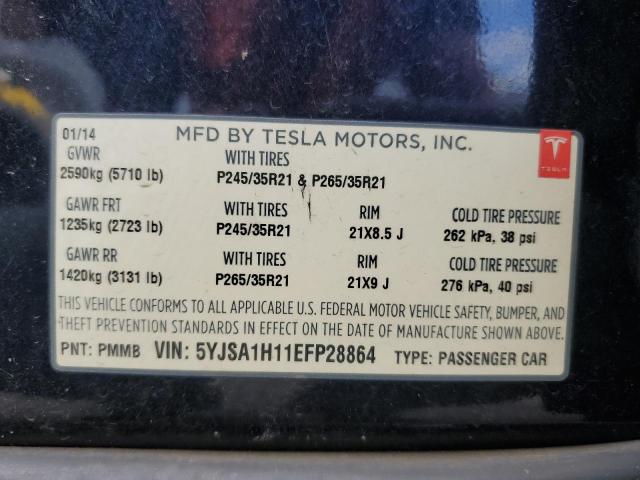 01/14 MFD BY TESLA MOTORS, INC.
GVWR WITH TIRES
2590kg (5710 lb) P245/35R21 & P265/35R21
GAWR FRT WITH TIRES RIM COLD TIRE PRESSURE
1235kg (2723 lb) P245/35R21 21X8.5 J 262 kPa, 38 psi
GAWR RR WITH TIRES RIM COLD TIRE PRESSURE
1420kg (3131 lb) P265/35R21 21X9 J 276 kPa, 40 psi
THIS VEHICLE CONFORMS TO ALL APPLICABLE U.S. FEDERAL MOTOR VEHICLE SAFETY, BUMPER, AND
THEFT PREVENTION STANDARDS IN EFFECT ON THE DATE OF MANUFACTURE SHOWN ABOVE.
PNT: PMMB VIN: 5YJSA1H11EFP28864 TYPE: PASSENGER CAR
TESLA